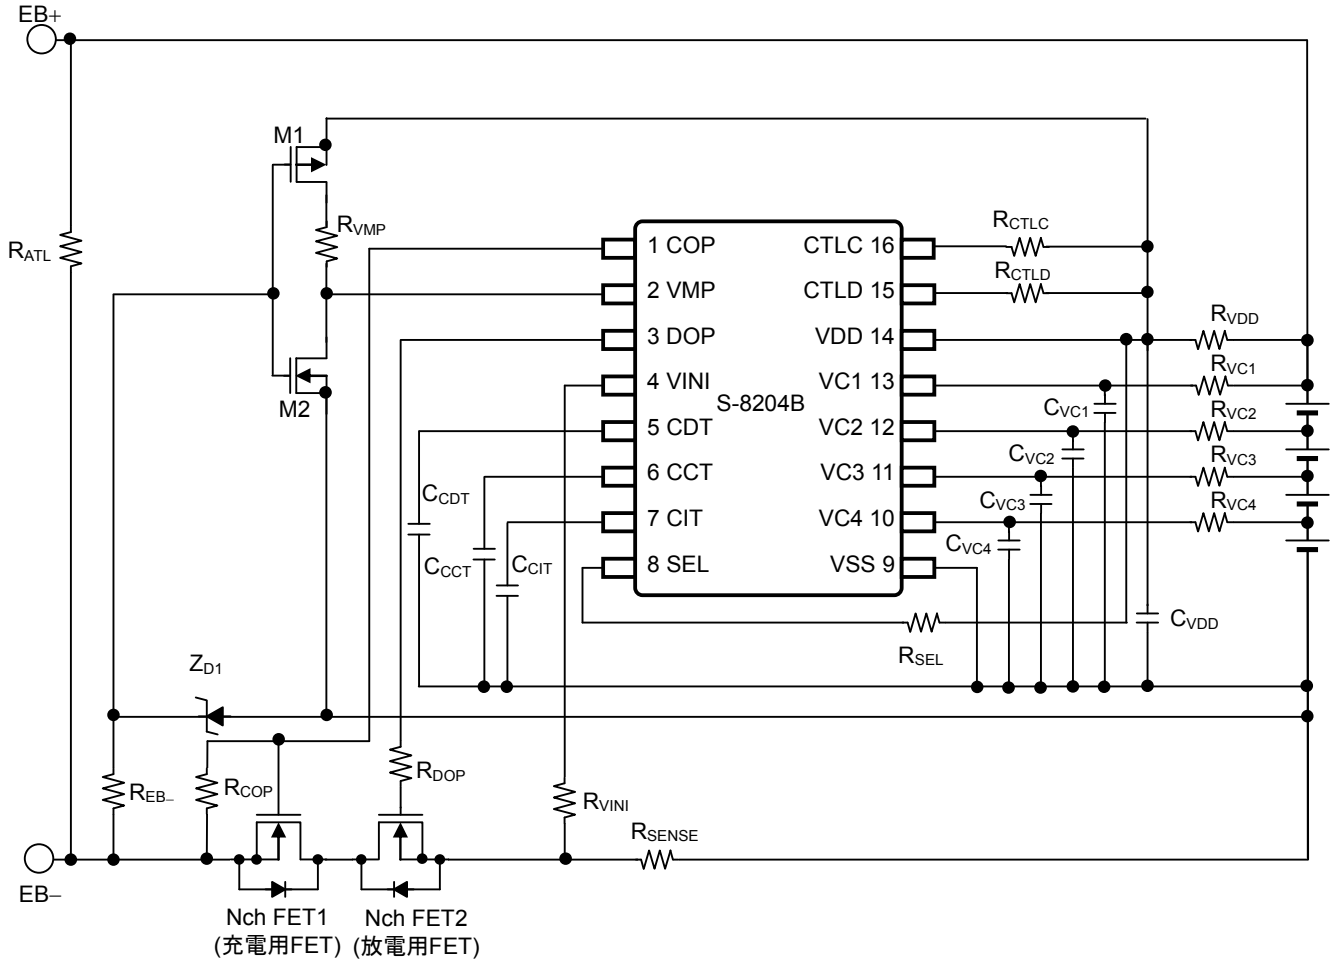 EB+
M1
RVMP
RATL
RCTLC
RCTLD
1 COP
2 VMP
3 DOP
4 VINI
5 CDT
6 CCT
7 CIT
8 SEL
S-8204B
CTLC 16
CTLD 15
VDD 14
VC1 13
VC2 12
VC3 11
VC4 10
VSS 9
RVDD
RVC1
RVC2
RVC3
RVC4
CVC1
CVC2
CVC3
CVC4
M2
CCDT
CCCT
CCIT
RSEL
CVDD
ZD1
REB–
RCOP
RDOP
RVINI
RSENSE
EB–
Nch FET1
(充電用FET)
Nch FET2
(放電用FET)